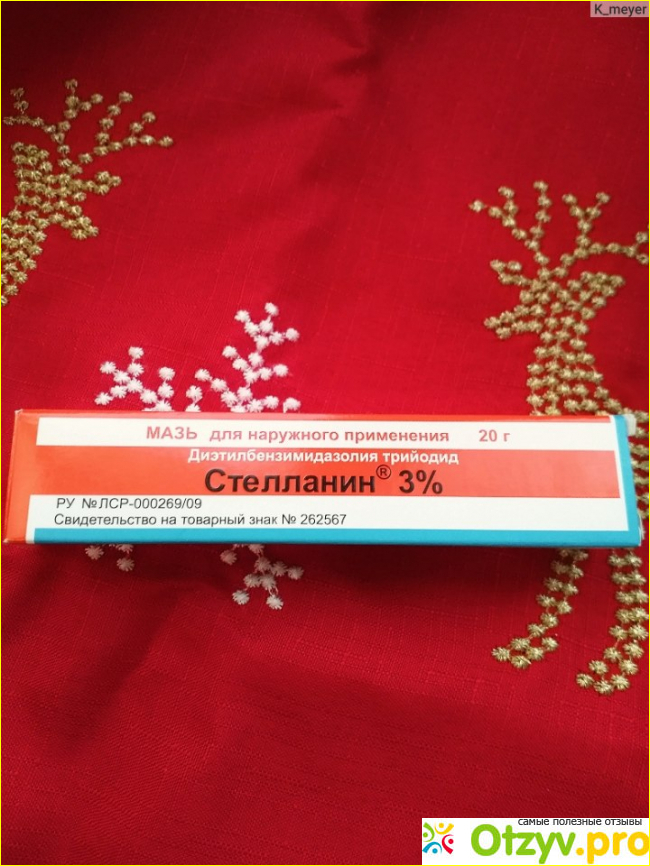 K_meyer
МАЗЬ для наружного применения 20 г
Диэтилбензимидазолия трийодид
Стелланин® 3%
РУ №ЛСР-000269/09
Свидетельство на товарный знак № 262567
самые полезные отзывы
Otzyv.pro